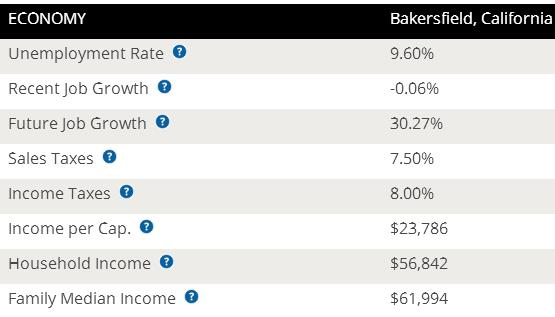 ECONOMY Bakersfield, California
Unemployment Rate ? 9.60%
Recent Job Growth ? -0.06%
Future Job Growth ? 30.27%
Sales Taxes ? 7.50%
Income Taxes ? 8.00%
Income per Cap. ? $23,786
Household Income ? $56,842
Family Median Income ? $61,994